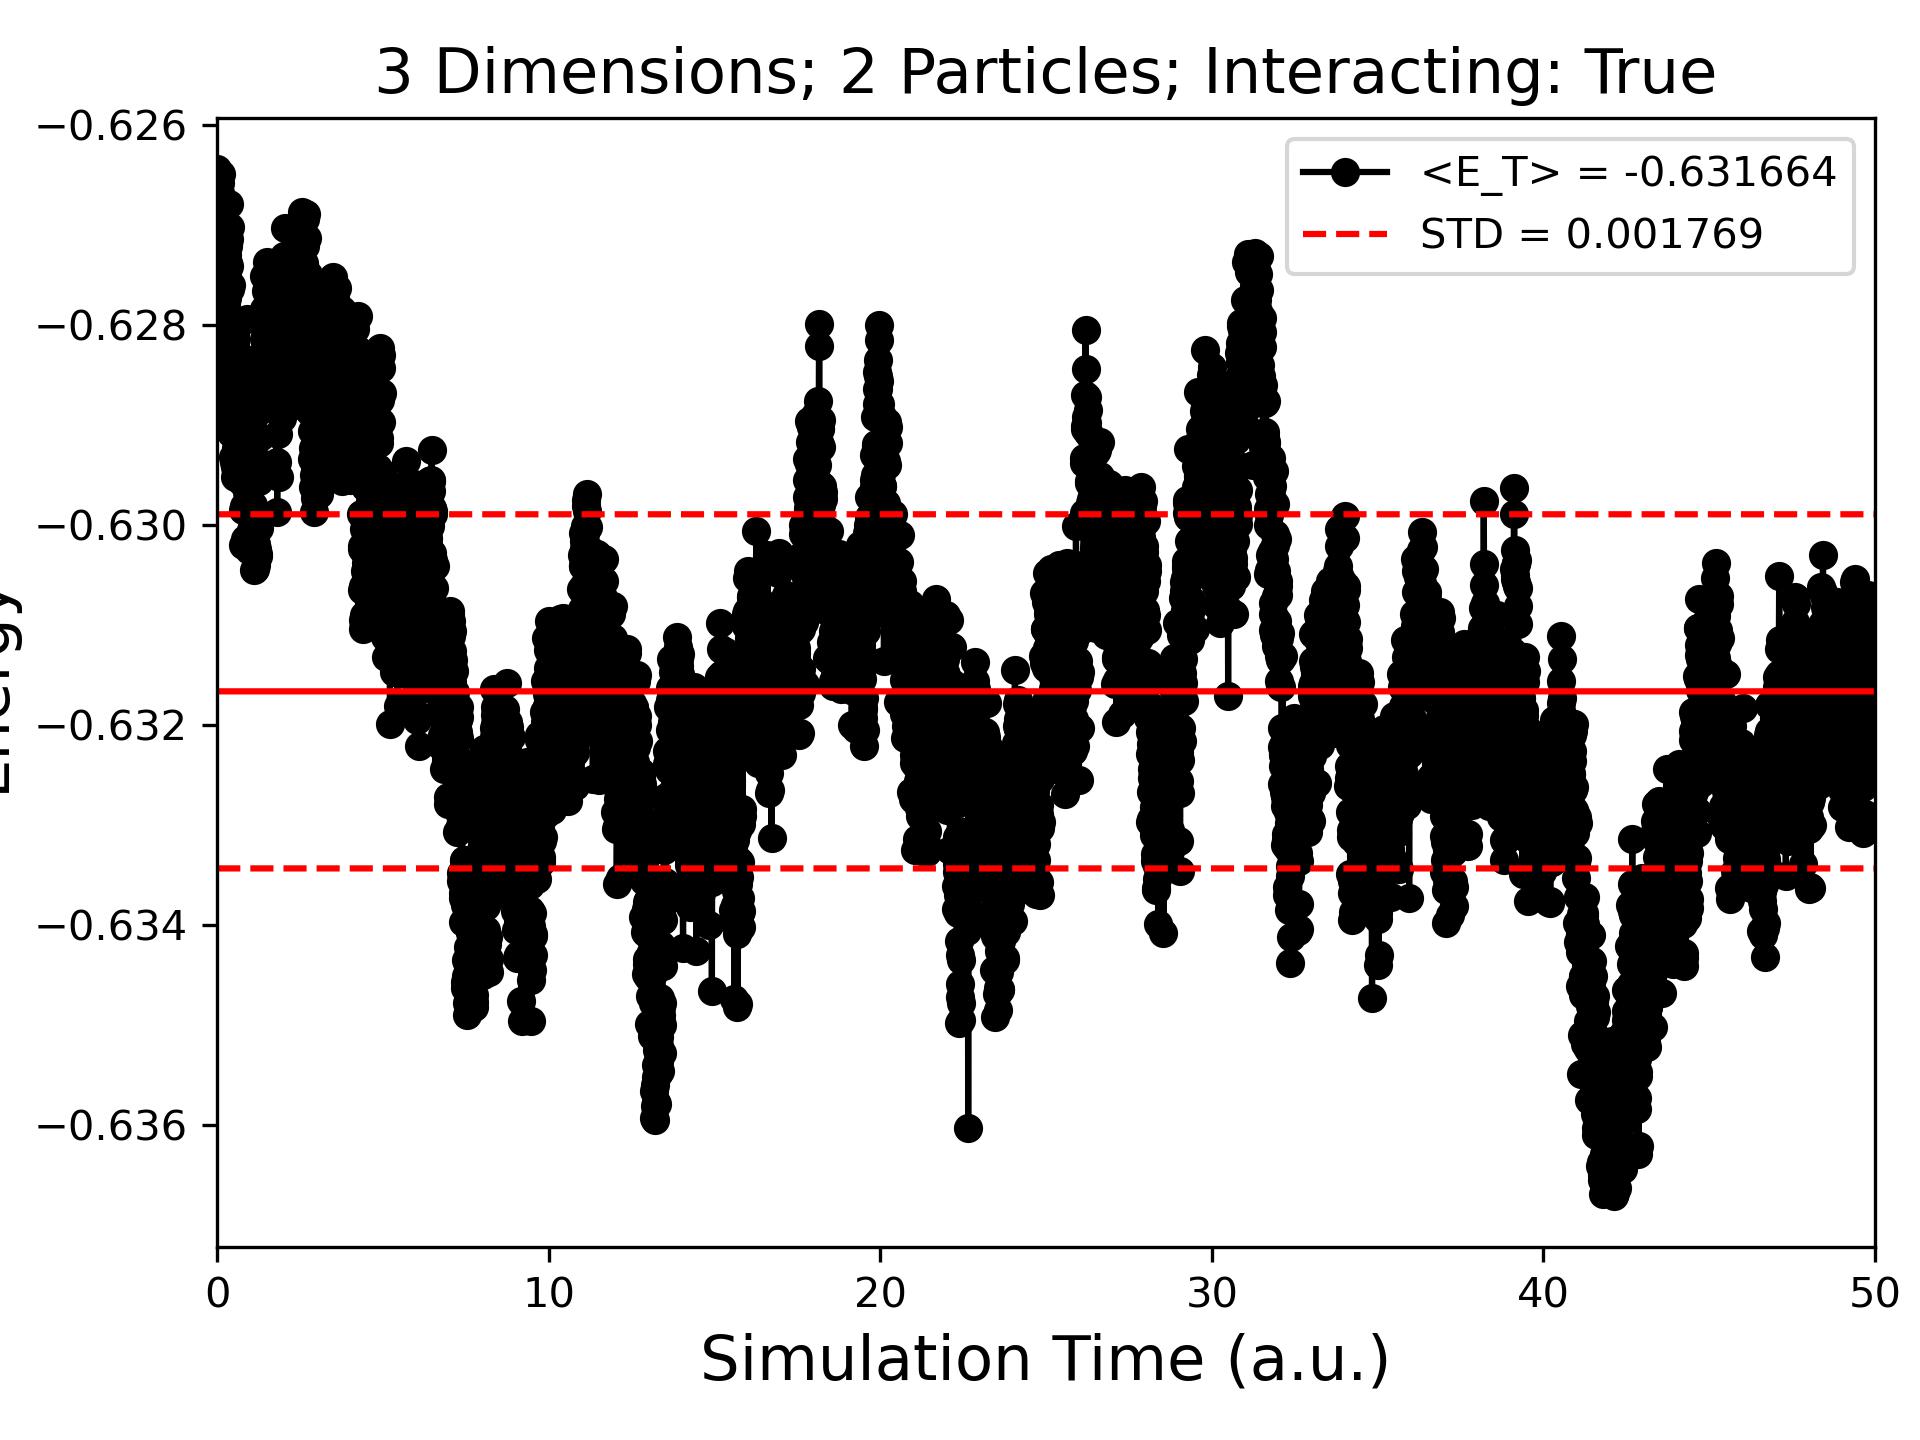 3 Dimensions; 2 Particles; Interacting: True
−0.626
−0.628
−0.630
−0.632
−0.634
−0.636
Energy
<E_T> = -0.631664
STD = 0.001769
0 10 20 30 40 50
Simulation Time (a.u.)